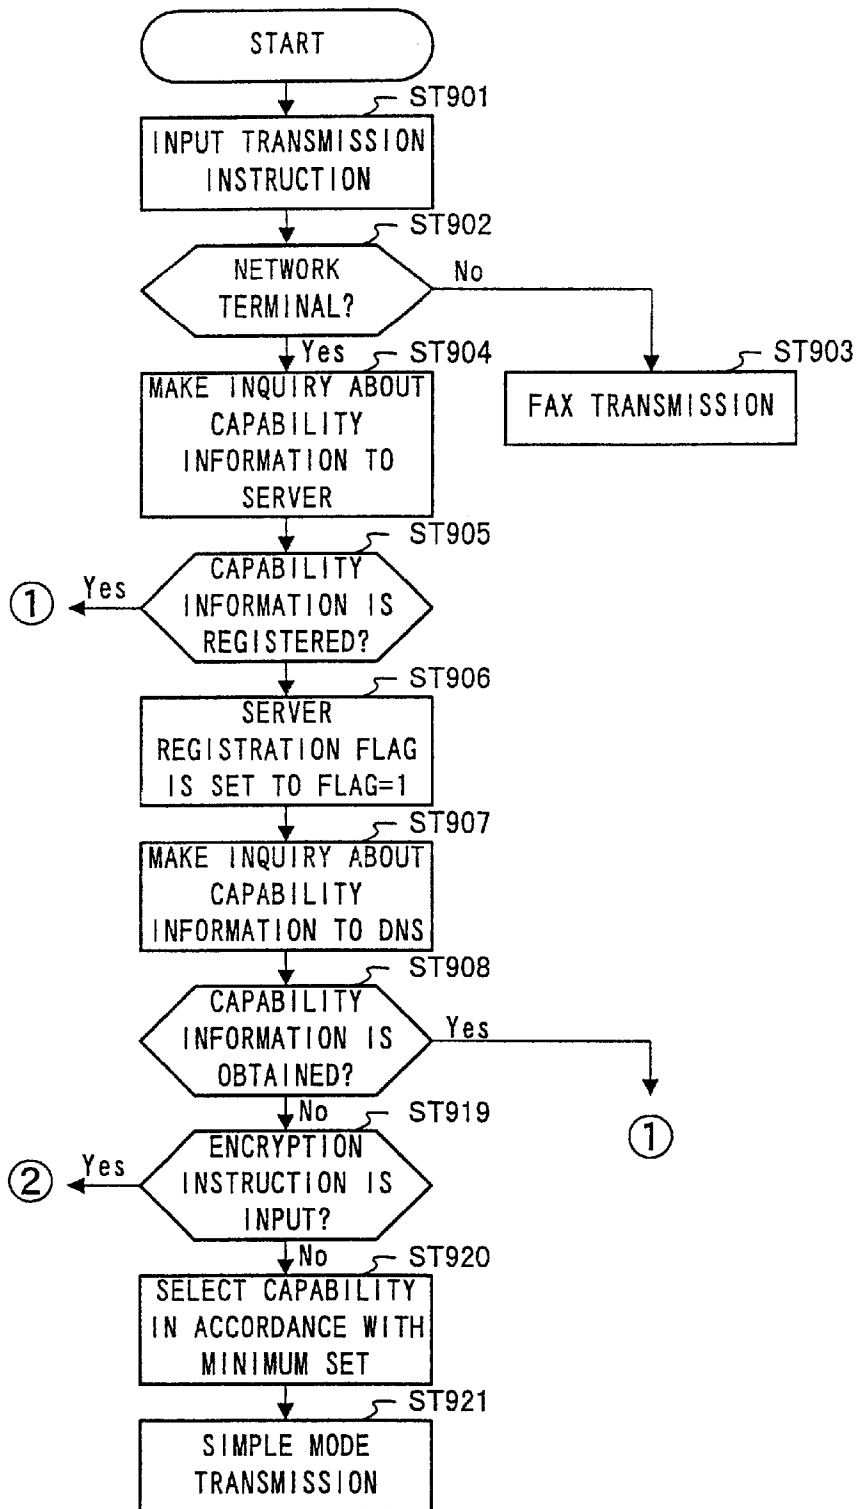 START
ST901
INPUT TRANSMISSION
INSTRUCTION
ST902
NETWORK
TERMINAL?
No
Yes
ST904
ST903
MAKE INQUIRY ABOUT
CAPABILITY
INFORMATION TO
SERVER
FAX TRANSMISSION
ST905
CAPABILITY
INFORMATION IS
REGISTERED?
Yes
①
ST906
SERVER
REGISTRATION FLAG
IS SET TO FLAG=1
ST907
MAKE INQUIRY ABOUT
CAPABILITY
INFORMATION TO DNS
ST908
CAPABILITY
INFORMATION IS
OBTAINED?
Yes
①
No
ST919
ENCRYPTION
INSTRUCTION IS
INPUT?
Yes
②
No
ST920
SELECT CAPABILITY
IN ACCORDANCE WITH
MINIMUM SET
ST921
SIMPLE MODE
TRANSMISSION